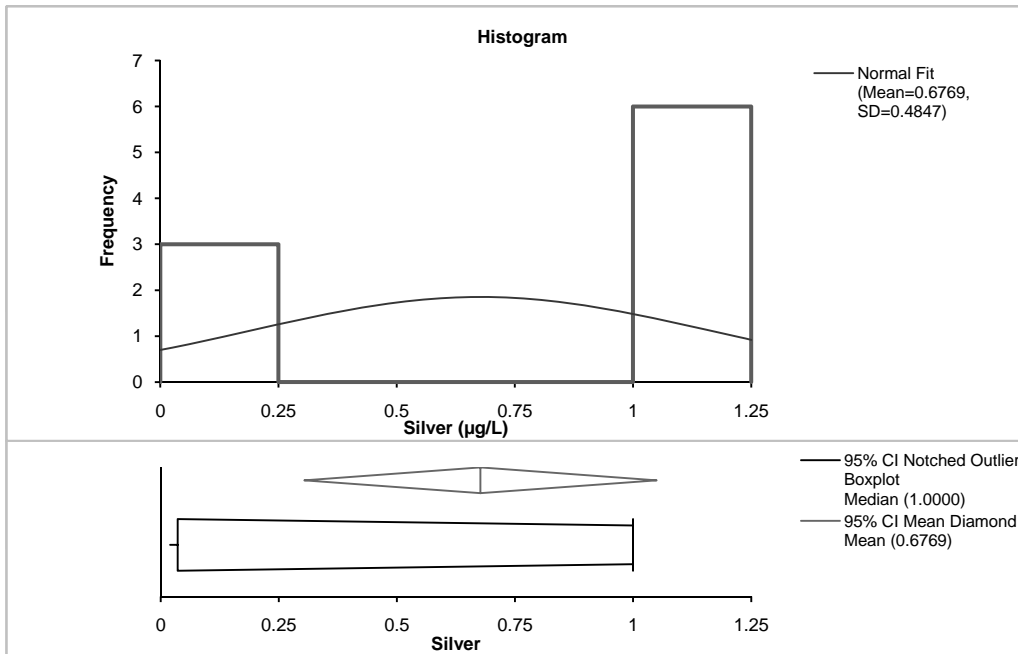 Histogram
7
6
5
4
3
2
1
0
Frequency
0 0.25 0.5 0.75 1 1.25
Silver (µg/L)
Normal Fit
(Mean=0.6769,
SD=0.4847)
95% CI Notched Outlier
Boxplot
Median (1.0000)
95% CI Mean Diamond
Mean (0.6769)
0 0.25 0.5 0.75 1 1.25
Silver